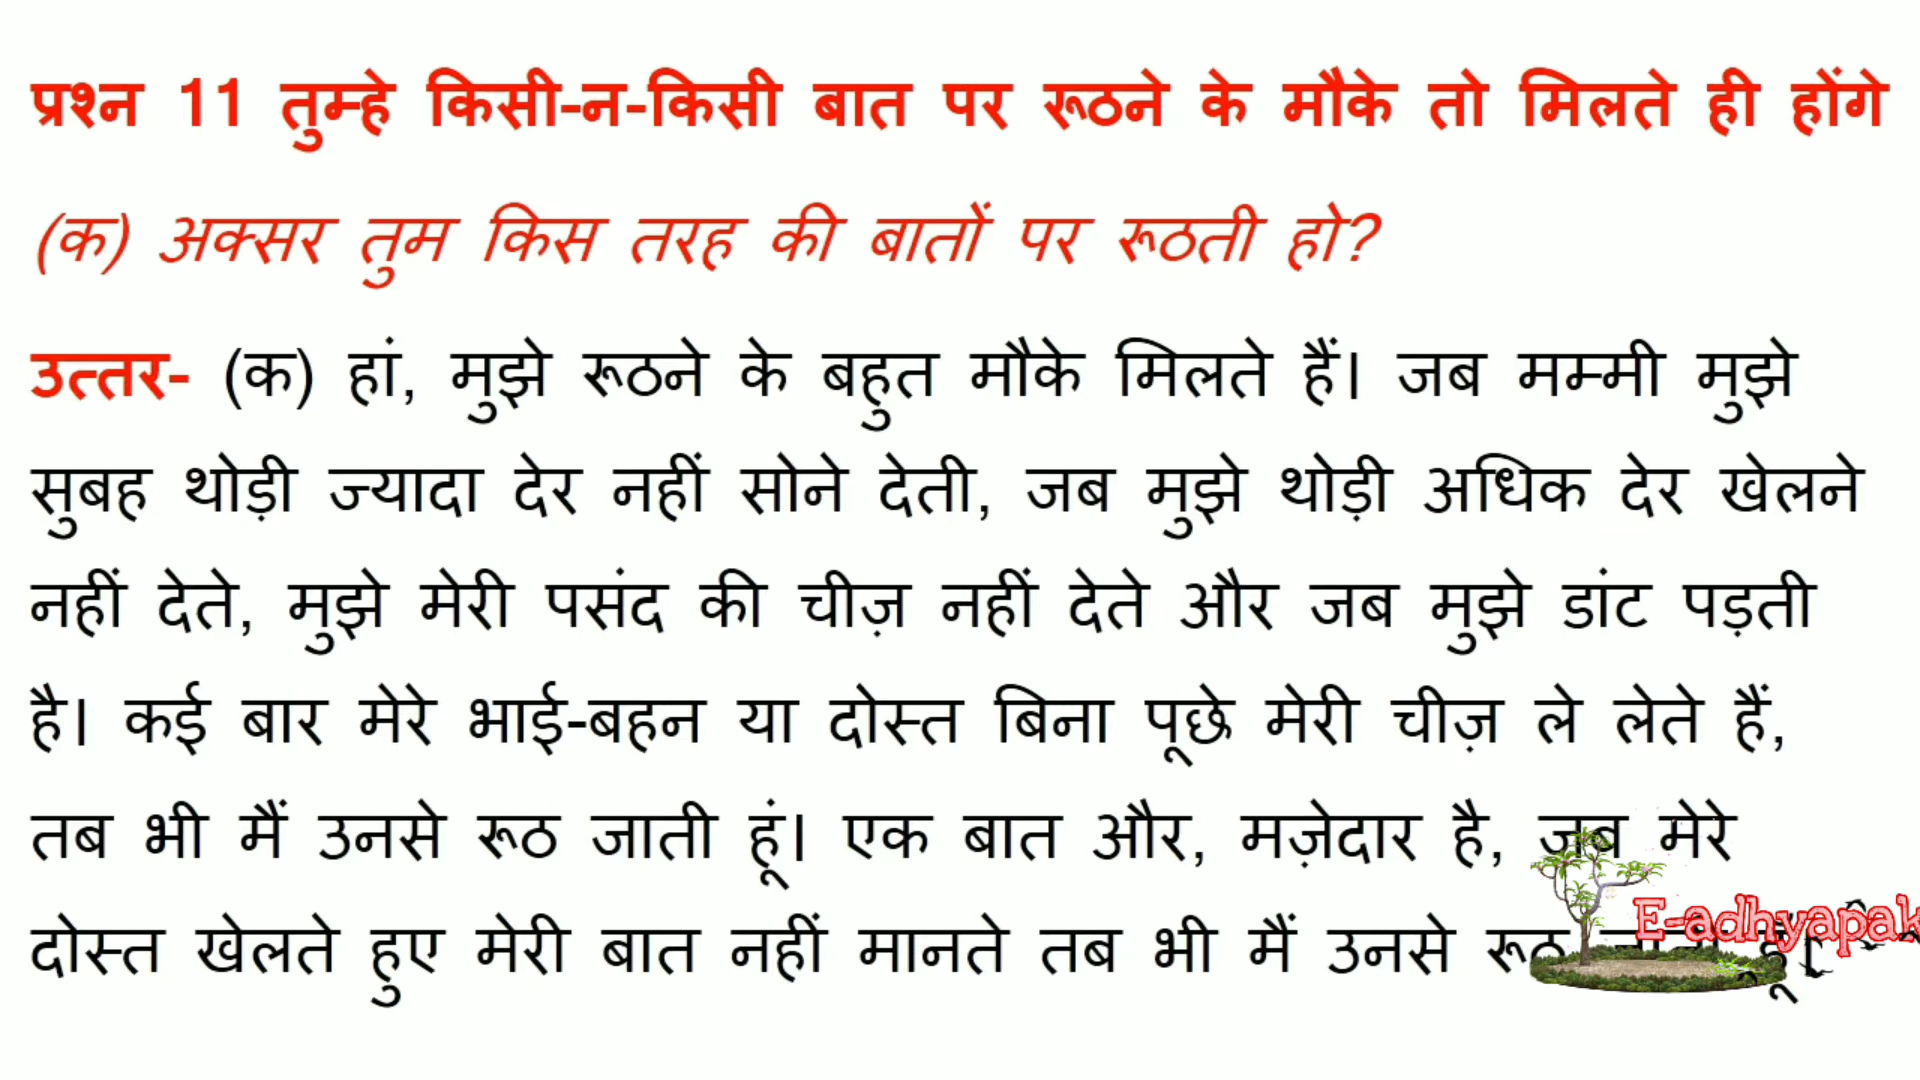 प्रश्न 11 तुम्हे किसी-न-किसी बात पर रूठने के मौके तो मिलते ही होंगे
(क) अक्सर तुम किस तरह की बातों पर रूठती हो?
उत्तर- (क) हां, मुझे रूठने के बहुत मौके मिलते हैं। जब मम्मी मुझे
सुबह थोड़ी ज्यादा देर नहीं सोने देती, जब मुझे थोड़ी अधिक देर खेलने
नहीं देते, मुझे मेरी पसंद की चीज़ नहीं देते और जब मुझे डांट पड़ती
है। कई बार मेरे भाई-बहन या दोस्त बिना पूछे मेरी चीज़ ले लेते हैं,
तब भी मैं उनसे रूठ जाती हूं। एक बात और, मज़ेदार है, जब मेरे
दोस्त खेलते हुए मेरी बात नहीं मानते तब भी मैं उनसे रूठ
E-adhyapak